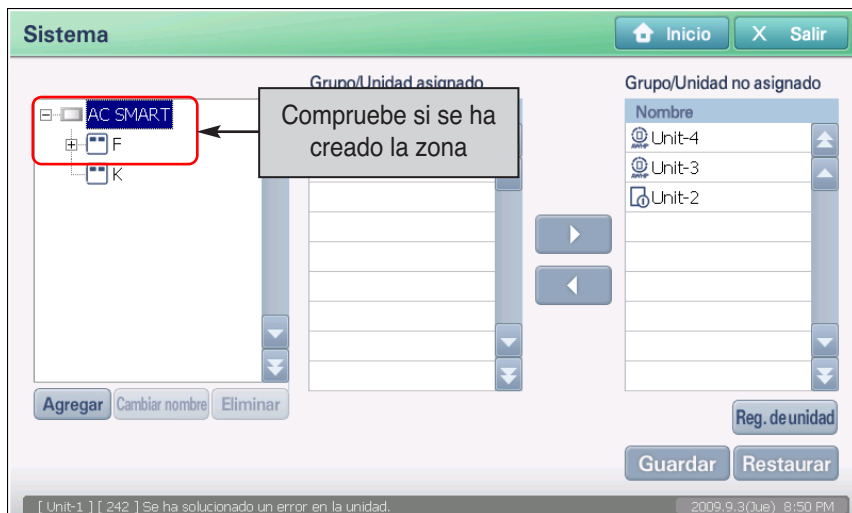 Sistema
Inicio
X Salir
Grupo/Unidad asignado
Grupo/Unidad no asignado
AC SMART
F
K
Compruebe si se ha
creado la zona
Nombre
Unit-4
Unit-3
Unit-2
Agregar
Cambiar nombre
Eliminar
Reg. de unidad
Guardar
Restaurar
[ Unit-1 ] [ 242 ] Se ha solucionado un error en la unidad.
2009.9.3(Jue) 8:50 PM